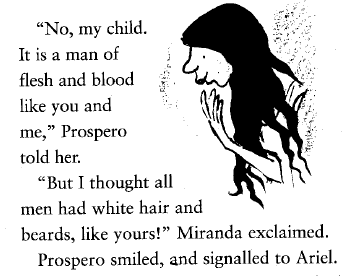 “No, my child.
It is a man of
flesh and blood
like you and
me,” Prospero
told her.
“But I thought all
men had white hair and
beards, like yours!” Miranda exclaimed.
Prospero smiled, and signalled to Ariel.